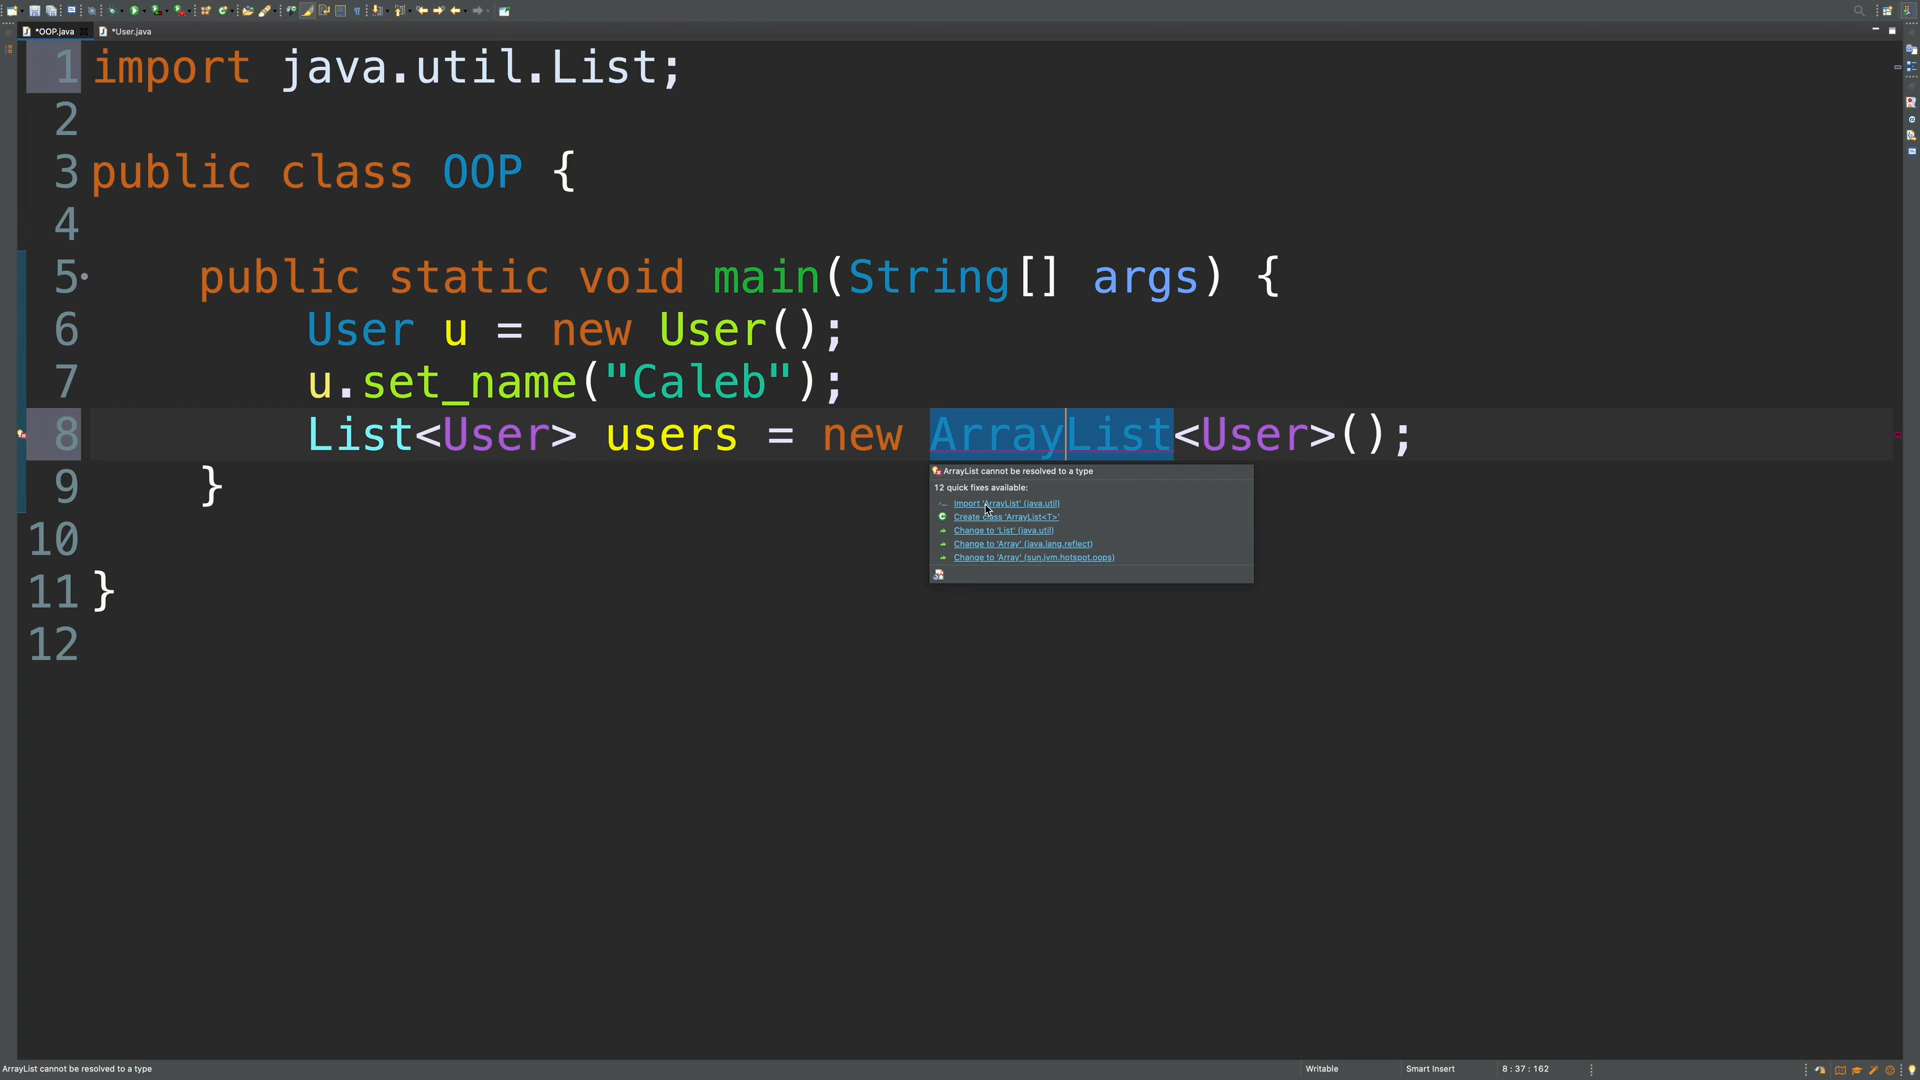 *OOP.java *User.java
1 import java.util.List;
2
3 public class OOP {
4
5 public static void main(String[] args) {
6 User u = new User();
7 u.set_name("Caleb");
8 List<User> users = new ArrayList<User>();
9 }
10
11 }
12
ArrayList cannot be resolved to a type
12 quick fixes available:
Import 'ArrayList' (java.util)
Create class 'ArrayList<T>'
Change to 'List' (java.util)
Change to 'Array' (java.lang.reflect)
Change to 'Array' (sun.jvm.hotspot.oops)
ArrayList cannot be resolved to a type Writable Smart Insert 8 : 37 : 162